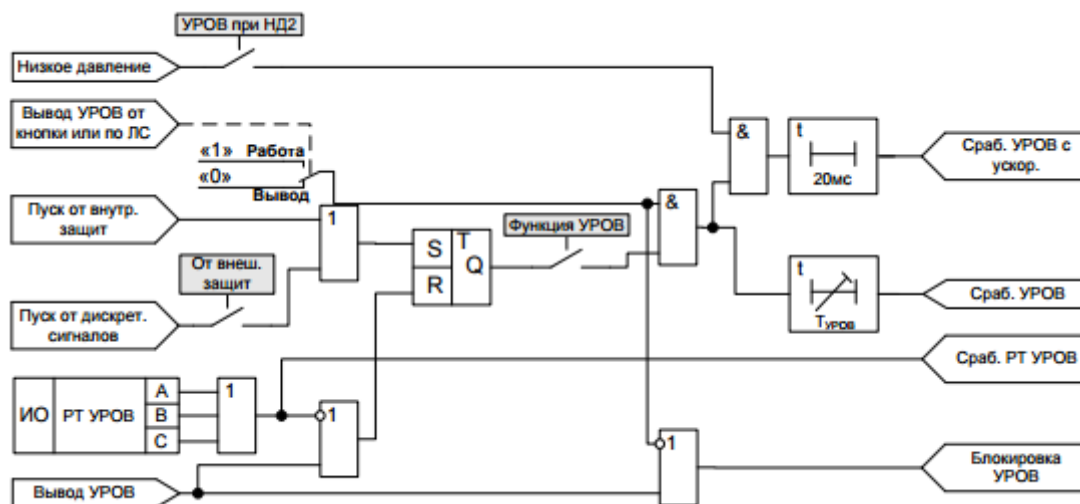 УРОВ при НД2
Низкое давление
Вывод УРОВ от
кнопки или по ЛС
«1» Работа
«0»
Вывод
&
t
20мс
Сраб. УРОВ с
ускор.
Пуск от внутр.
защит
1
&
Функция УРОВ
S T
R Q
От внеш.
защит
Пуск от дискрет.
сигналов
t
TУРОВ
Сраб. УРОВ
Сраб. РТ УРОВ
ИО РТ УРОВ
A
B
C
1
1
1
Вывод УРОВ
Блокировка
УРОВ